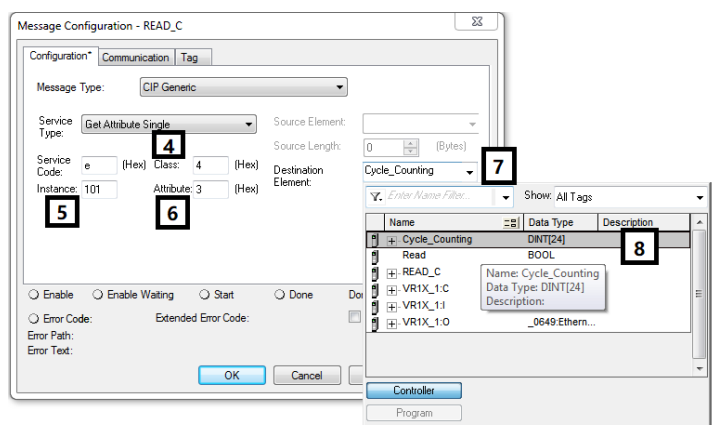 Message Configuration - READ_C
Configuration* Communication Tag
Message Type: CIP Generic
Service Type: Get Attribute Single
4
Source Element:
Source Length: 0 (Bytes)
Service Code: e (Hex) Class: 4 (Hex)
Destination Element: Cycle_Counting
7
Instance: 101 Attribute: 3 (Hex)
5
6
Enter Name Filter... Show: All Tags
Name Data Type Description
Cycle_Counting DINT[24]
8
Read BOOL
READ_C
VR1X_1:C
VR1X_1:I
VR1X_1:O _0649:Ethern...
Name: Cycle_Counting
Data Type: DINT[24]
Description:
Enable Enable Waiting Start Done
Error Code: Extended Error Code:
Error Path:
Error Text:
OK Cancel
Controller
Program